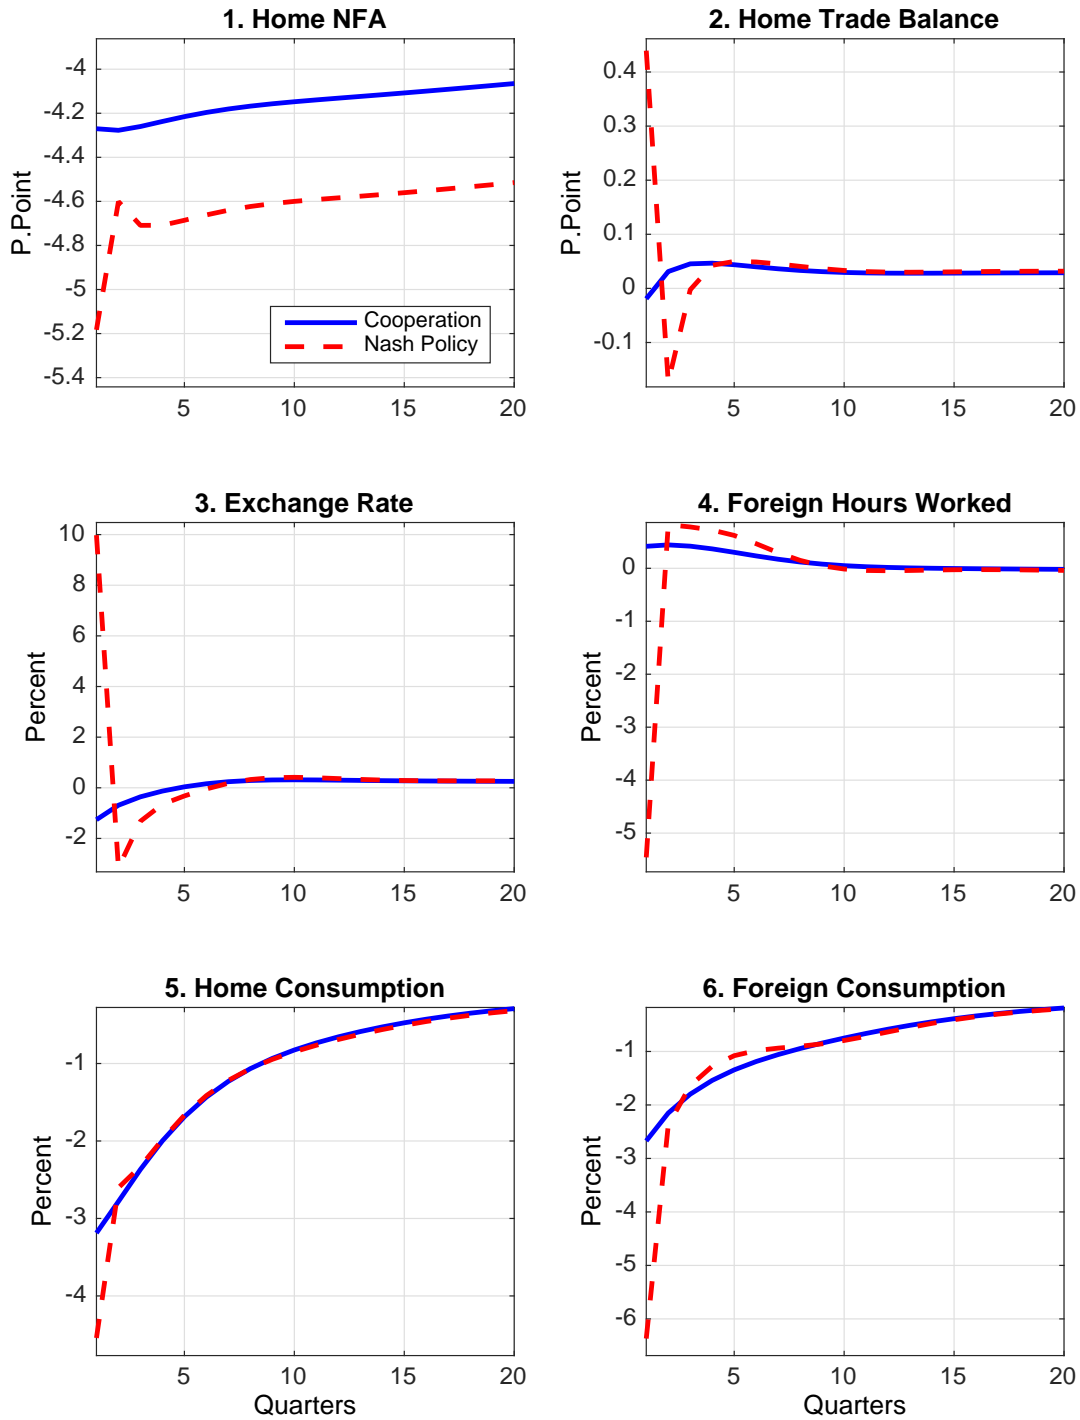 1. Home NFA
P.Point
-4
-4.2
-4.4
-4.6
-4.8
-5
-5.2
-5.4
Cooperation
Nash Policy
5 10 15 20
2. Home Trade Balance
P.Point
0.4
0.3
0.2
0.1
0
-0.1
5 10 15 20
3. Exchange Rate
Percent
10
8
6
4
2
0
-2
5 10 15 20
4. Foreign Hours Worked
Percent
0
-1
-2
-3
-4
-5
5 10 15 20
5. Home Consumption
Percent
-1
-2
-3
-4
5 10 15 20
Quarters
6. Foreign Consumption
Percent
-1
-2
-3
-4
-5
-6
5 10 15 20
Quarters